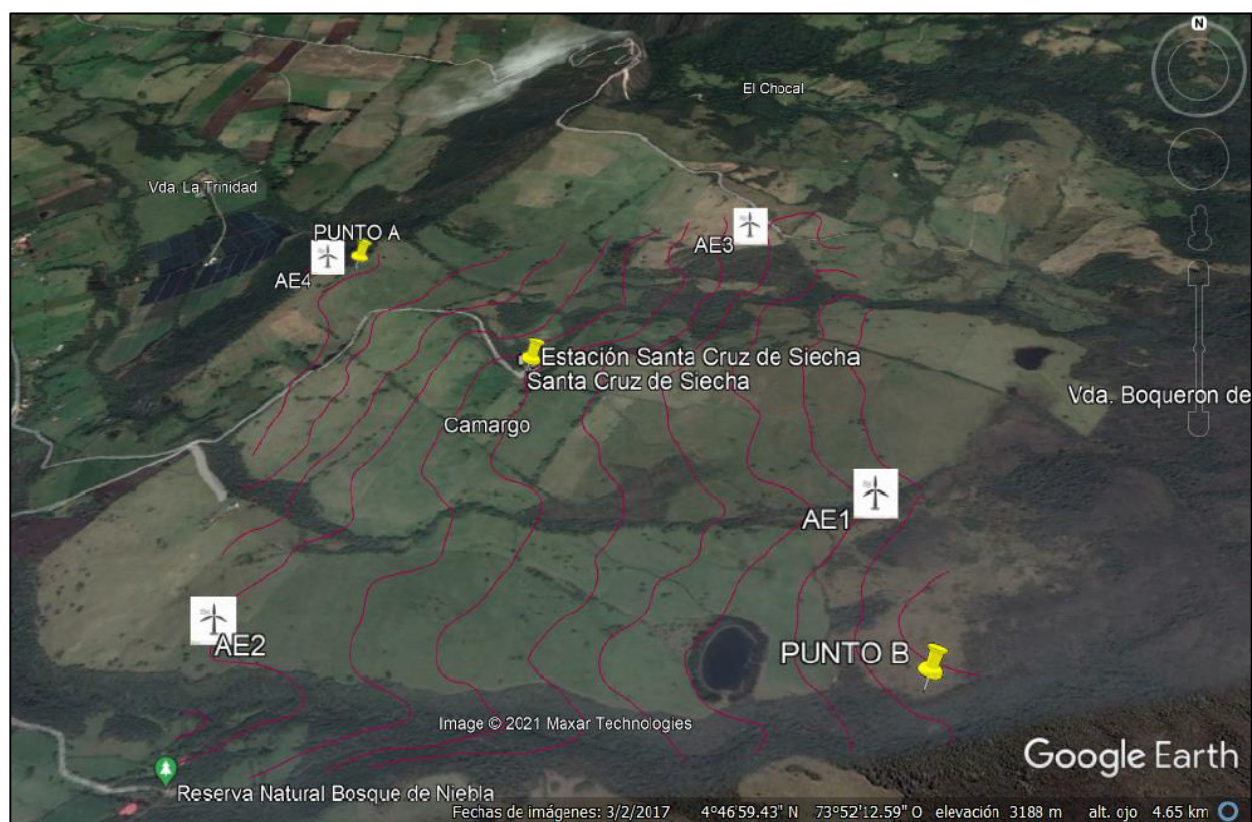 N
El Chocal
Vda. La Trinidad
PUNTO A
AE3
AE4
Estación Santa Cruz de Siecha
Santa Cruz de Siecha
Vda. Boqueron de
Camargo
AE1
AE2
PUNTO B
Image © 2021 Maxar Technologies
Google Earth
Reserva Natural Bosque de Niebla
Fechas de imágenes: 3/2/2017 4°46'59.43" N 73°52'12.59" O elevación 3188 m alt. ojo 4.65 km